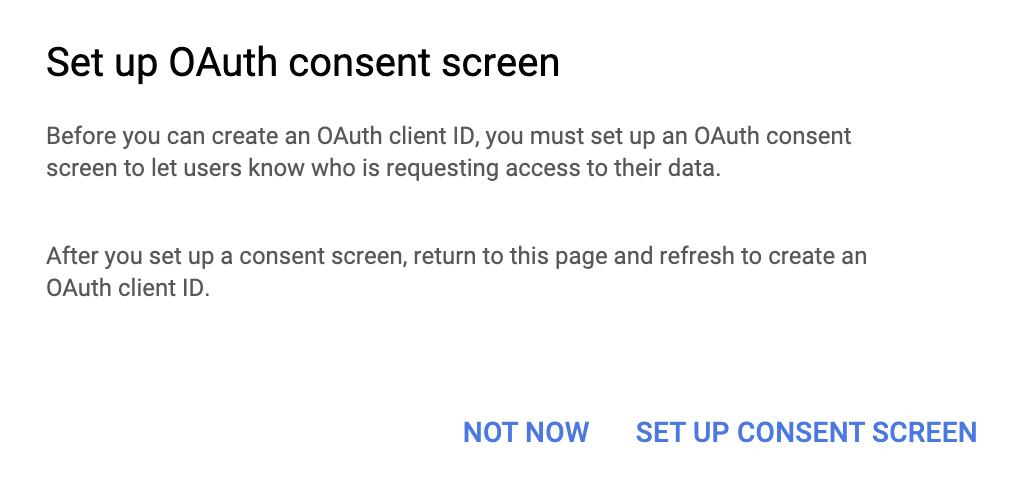 Set up OAuth consent screen
Before you can create an OAuth client ID, you must set up an OAuth consent
screen to let users know who is requesting access to their data.
After you set up a consent screen, return to this page and refresh to create an
OAuth client ID.
NOT NOW SET UP CONSENT SCREEN